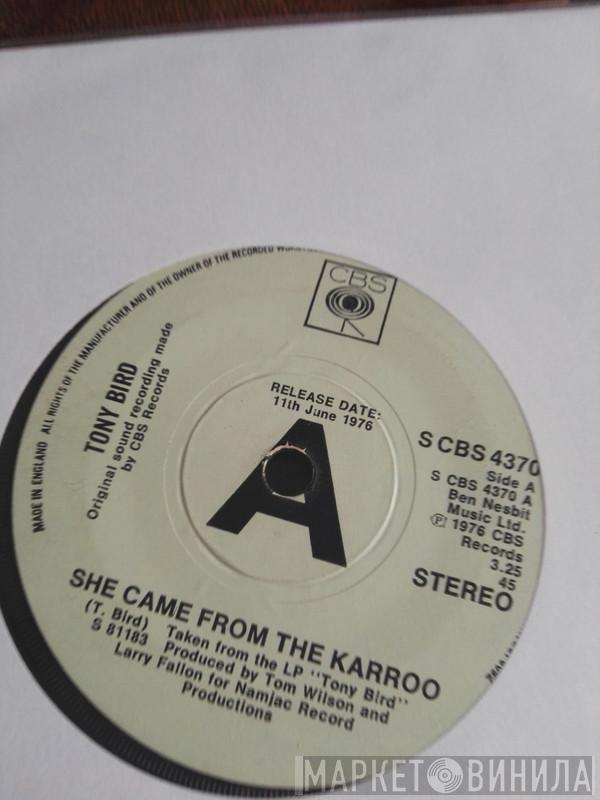 MADE IN ENGLAND ALL RIGHTS OF THE MANUFACTURER AND OF THE OWNER OF THE RECORDED
CBS
TONY BIRD
Original sound recording made
by CBS Records
RELEASE DATE:
11th June 1976
A
S CBS 4370
Side A
S CBS 4370 A
Ben Nesbit
Music Ltd.
℗ 1976 CBS
Records
3.25
45
STEREO
SHE CAME FROM THE KARROO
(T. Bird) Taken from the LP "Tony Bird"
S 81183 Produced by Tom Wilson and
Larry Fallon for Namjac Record
Productions
МАРКЕТ ВИНИЛА